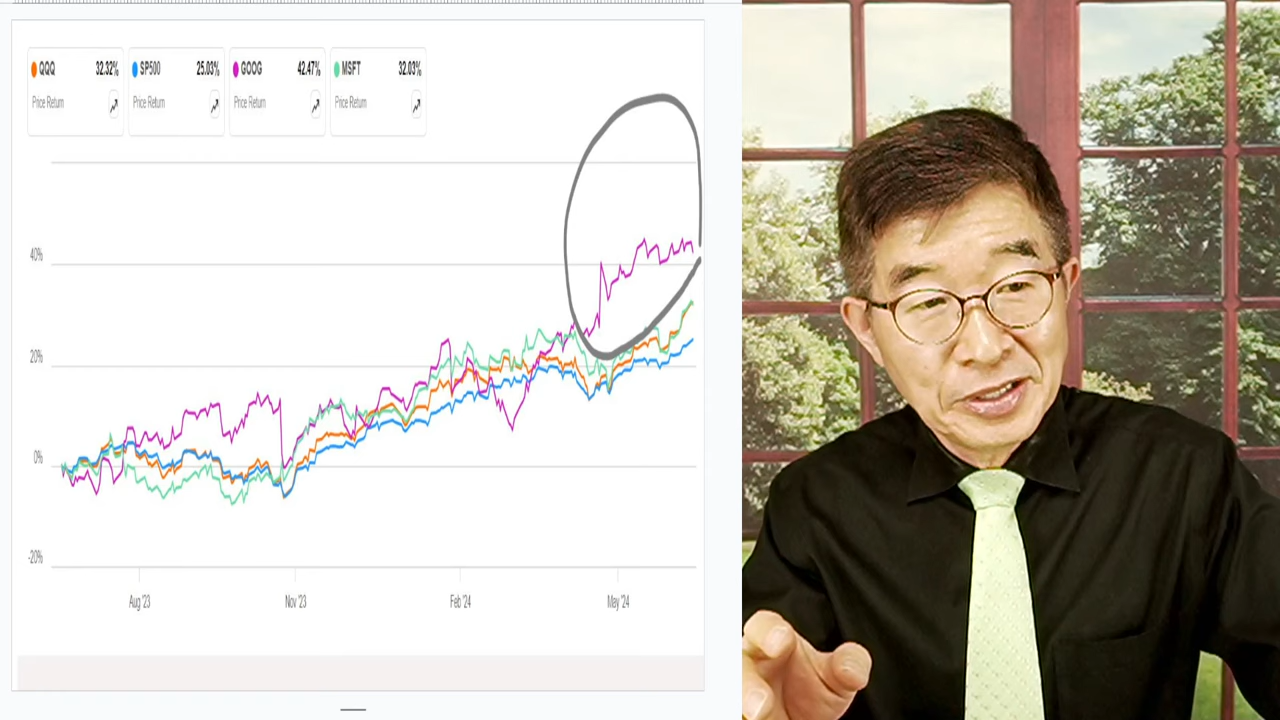 QQQ 32.32% SP500 25.03% GOOG 42.47% MSFT 32.03%
Price Return Price Return Price Return Price Return
40%
20%
0%
-20%
Aug '23 Nov '23 Feb '24 May '24